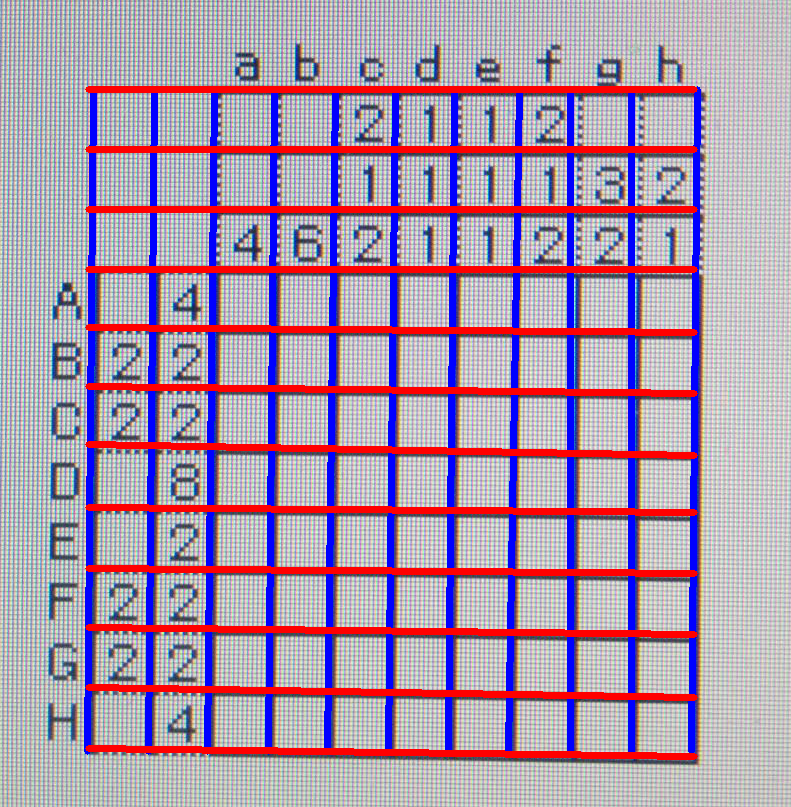 a b c d e f g h
2 1 1 2
1 1 1 1 3 2
4 6 2 1 1 2 2 1
A 4
B 2 2
C 2 2
D 8
E 2
F 2 2
G 2 2
H 4